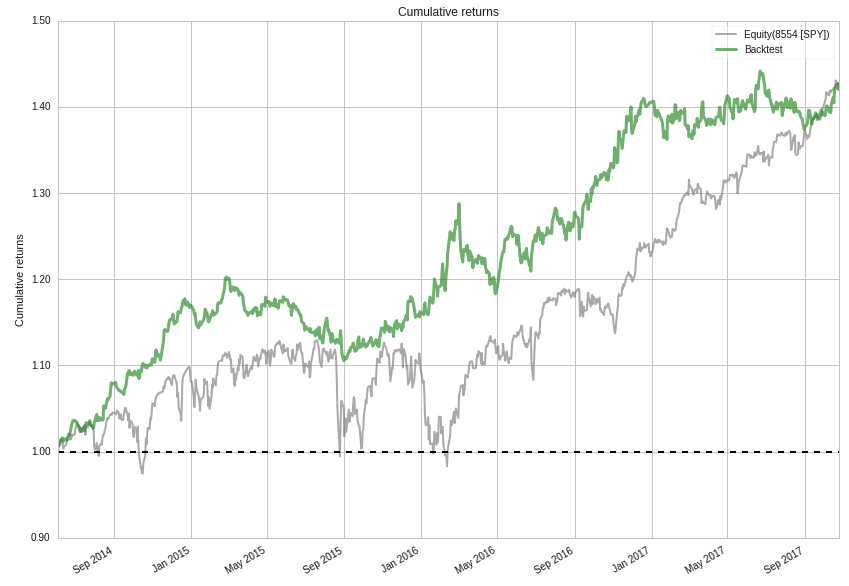 Cumulative returns
1.50
Equity(8554 [SPY])
Backtest
1.40
1.30
1.20
1.10
1.00
0.90
Cumulative returns
Sep 2014
Jan 2015
May 2015
Sep 2015
Jan 2016
May 2016
Sep 2016
Jan 2017
May 2017
Sep 2017